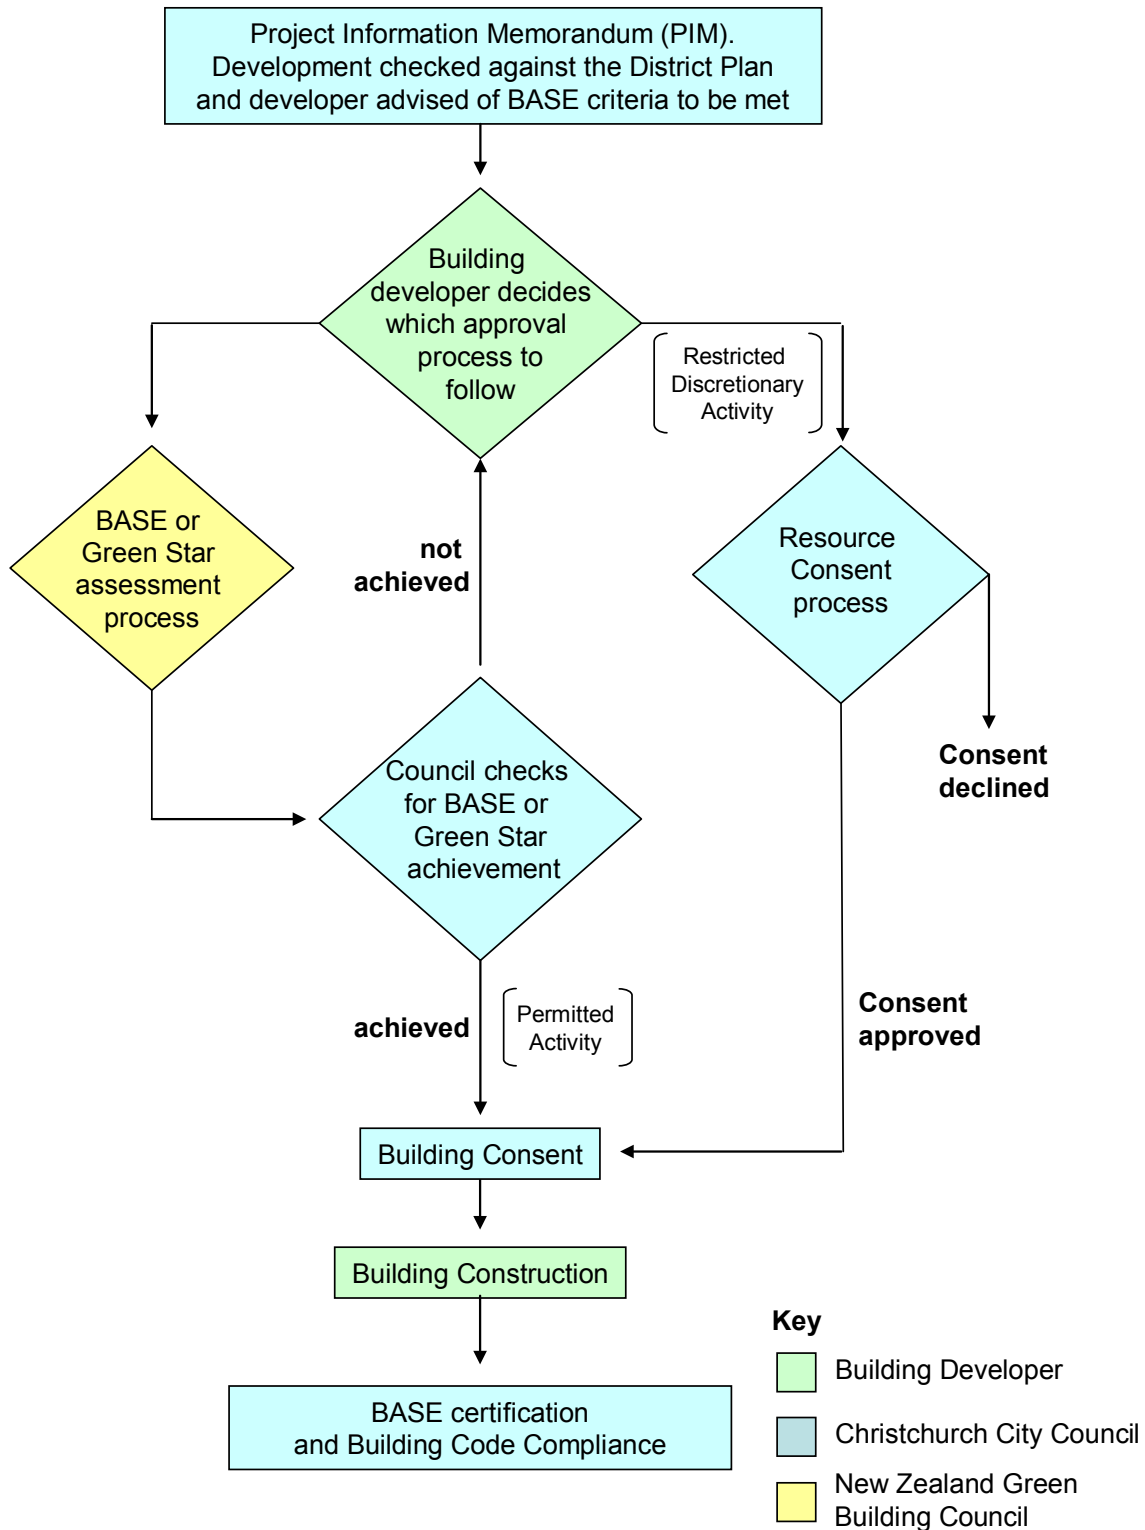 Project Information Memorandum (PIM).
Development checked against the District Plan
and developer advised of BASE criteria to be met
Building
developer decides
which approval
process to
follow
Restricted
Discretionary
Activity
BASE or
Green Star
assessment
process
not
achieved
Resource
Consent
process
Council checks
for BASE or
Green Star
achievement
Consent
declined
achieved
Permitted
Activity
Consent
approved
Building Consent
Building Construction
BASE certification
and Building Code Compliance
Key
Building Developer
Christchurch City Council
New Zealand Green
Building Council